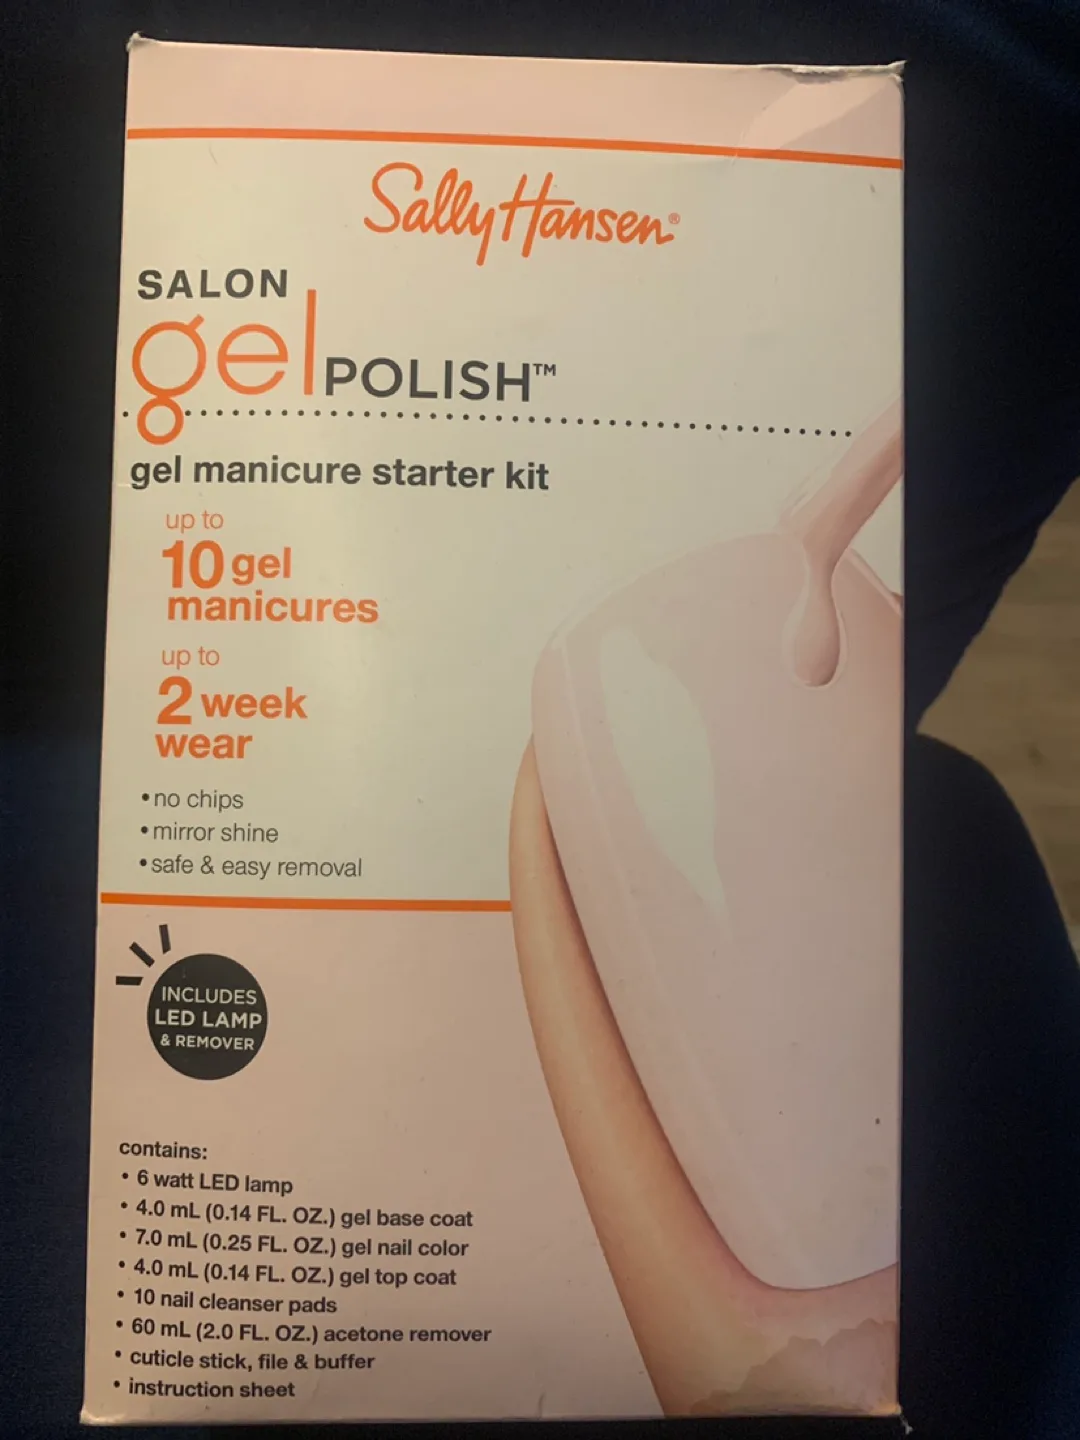 Sally Hansen®
SALON
gel POLISH™
gel manicure starter kit
up to
10 gel
manicures
up to
2 week
wear
• no chips
• mirror shine
• safe & easy removal
INCLUDES
LED LAMP
& REMOVER
contains:
• 6 watt LED lamp
• 4.0 mL (0.14 FL. OZ.) gel base coat
• 7.0 mL (0.25 FL. OZ.) gel nail color
• 4.0 mL (0.14 FL. OZ.) gel top coat
• 10 nail cleanser pads
• 60 mL (2.0 FL. OZ.) acetone remover
• cuticle stick, file & buffer
• instruction sheet